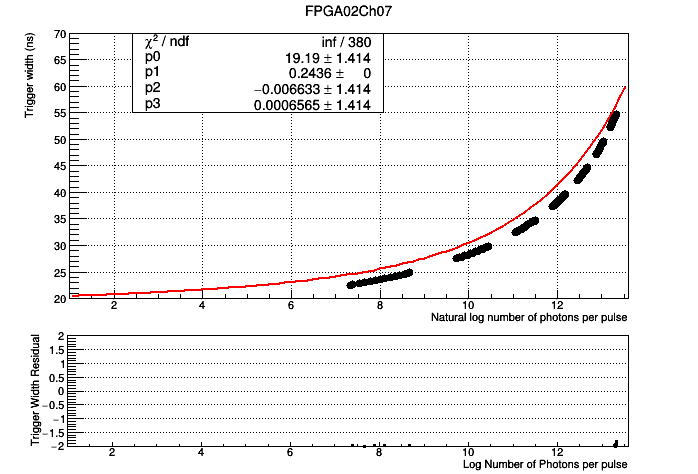 FPGA02Ch07
Trigger width (ns)
70
65
60
55
50
45
40
35
30
25
20
χ² / ndf inf / 380
p0 19.19 ± 1.414
p1 0.2436 ± 0
p2 −0.006633 ± 1.414
p3 0.0006565 ± 1.414
2 4 6 8 10 12
Natural log number of photons per pulse
Trigger Width Residual
2
1.5
1
0.5
0
−0.5
−1
−1.5
−2
2 4 6 8 10 12
Log Number of Photons per pulse